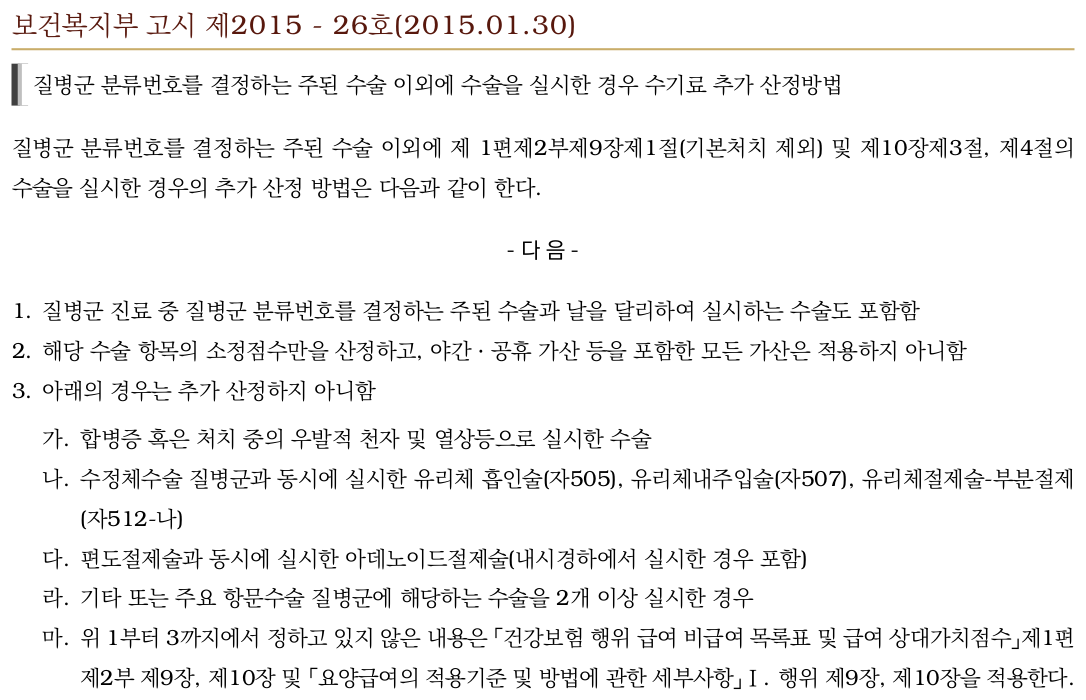 보건복지부 고시 제2015 - 26호(2015.01.30)
질병군 분류번호를 결정하는 주된 수술 이외에 수술을 실시한 경우 수기료 추가 산정방법
질병군 분류번호를 결정하는 주된 수술 이외에 제 1편제2부제9장제1절(기본처치 제외) 및 제10장제3절, 제4절의
수술을 실시한 경우의 추가 산정 방법은 다음과 같이 한다.
- 다 음 -
1. 질병군 진료 중 질병군 분류번호를 결정하는 주된 수술과 날을 달리하여 실시하는 수술도 포함함
2. 해당 수술 항목의 소정점수만을 산정하고, 야간 · 공휴 가산 등을 포함한 모든 가산은 적용하지 아니함
3. 아래의 경우는 추가 산정하지 아니함
가. 합병증 혹은 처치 중의 우발적 천자 및 열상등으로 실시한 수술
나. 수정체수술 질병군과 동시에 실시한 유리체 흡인술(자505), 유리체내주입술(자507), 유리체절제술-부분절제
(자512-나)
다. 편도절제술과 동시에 실시한 아데노이드절제술(내시경하에서 실시한 경우 포함)
라. 기타 또는 주요 항문수술 질병군에 해당하는 수술을 2개 이상 실시한 경우
마. 위 1부터 3까지에서 정하고 있지 않은 내용은 「건강보험 행위 급여 비급여 목록표 및 급여 상대가치점수」제1편
제2부 제9장, 제10장 및 「요양급여의 적용기준 및 방법에 관한 세부사항」Ⅰ. 행위 제9장, 제10장을 적용한다.